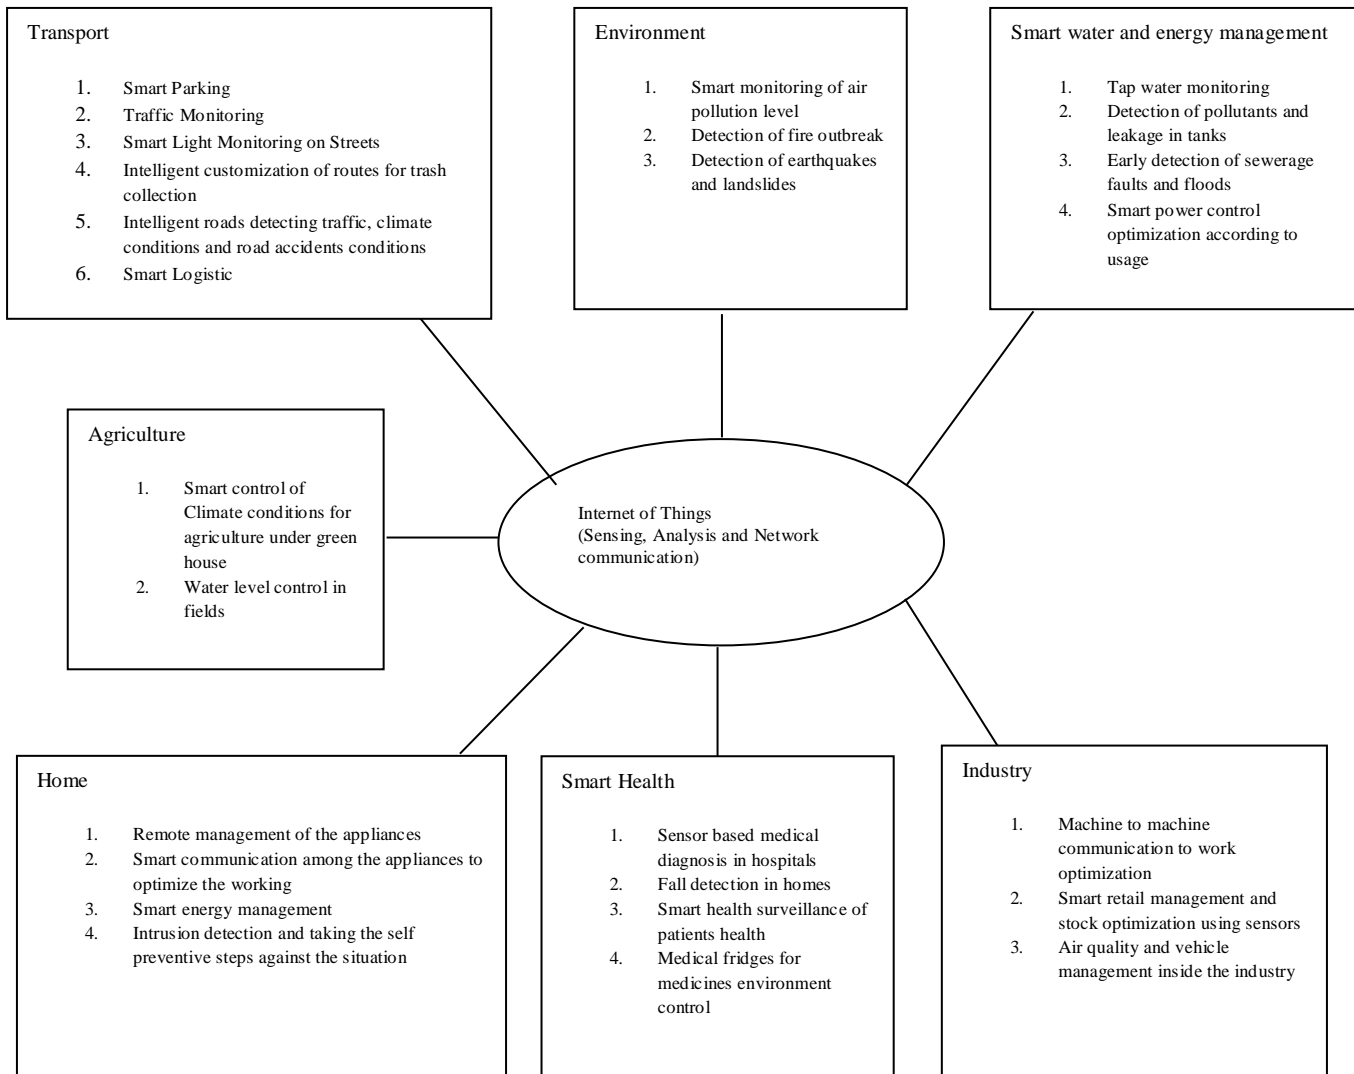 Transport
1. Smart Parking
2. Traffic Monitoring
3. Smart Light Monitoring on Streets
4. Intelligent customization of routes for trash
collection
5. Intelligent roads detecting traffic, climate
conditions and road accidents conditions
6. Smart Logistic
Environment
1. Smart monitoring of air
pollution level
2. Detection of fire outbreak
3. Detection of earthquakes
and landslides
Smart water and energy management
1. Tap water monitoring
2. Detection of pollutants and
leakage in tanks
3. Early detection of sewerage
faults and floods
4. Smart power control
optimization according to
usage
Agriculture
1. Smart control of
Climate conditions for
agriculture under green
house
2. Water level control in
fields
Internet of Things
(Sensing, Analysis and Network
communication)
Home
1. Remote management of the appliances
2. Smart communication among the appliances to
optimize the working
3. Smart energy management
4. Intrusion detection and taking the self
preventive steps against the situation
Smart Health
1. Sensor based medical
diagnosis in hospitals
2. Fall detection in homes
3. Smart health surveillance of
patients health
4. Medical fridges for
medicines environment
control
Industry
1. Machine to machine
communication to work
optimization
2. Smart retail management and
stock optimization using sensors
3. Air quality and vehicle
management inside the industry